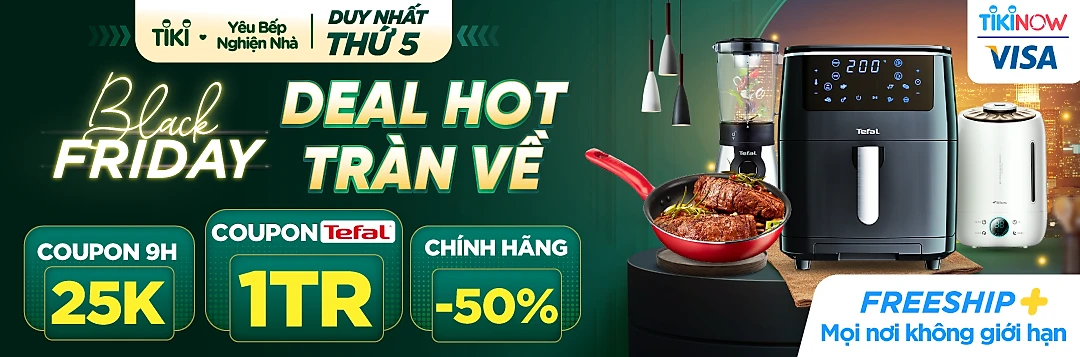 TIKI
Yêu Bếp
Nghiện Nhà
DUY NHẤT
THỨ 5
TIKINOW
VISA
Black
FRIDAY
DEAL HOT
TRÀN VỀ
200°
Tefal
Tefal
COUPON 9H
25K
COUPON Tefal
1TR
CHÍNH HÃNG
-50%
FREESHIP+
Mọi nơi không giới hạn